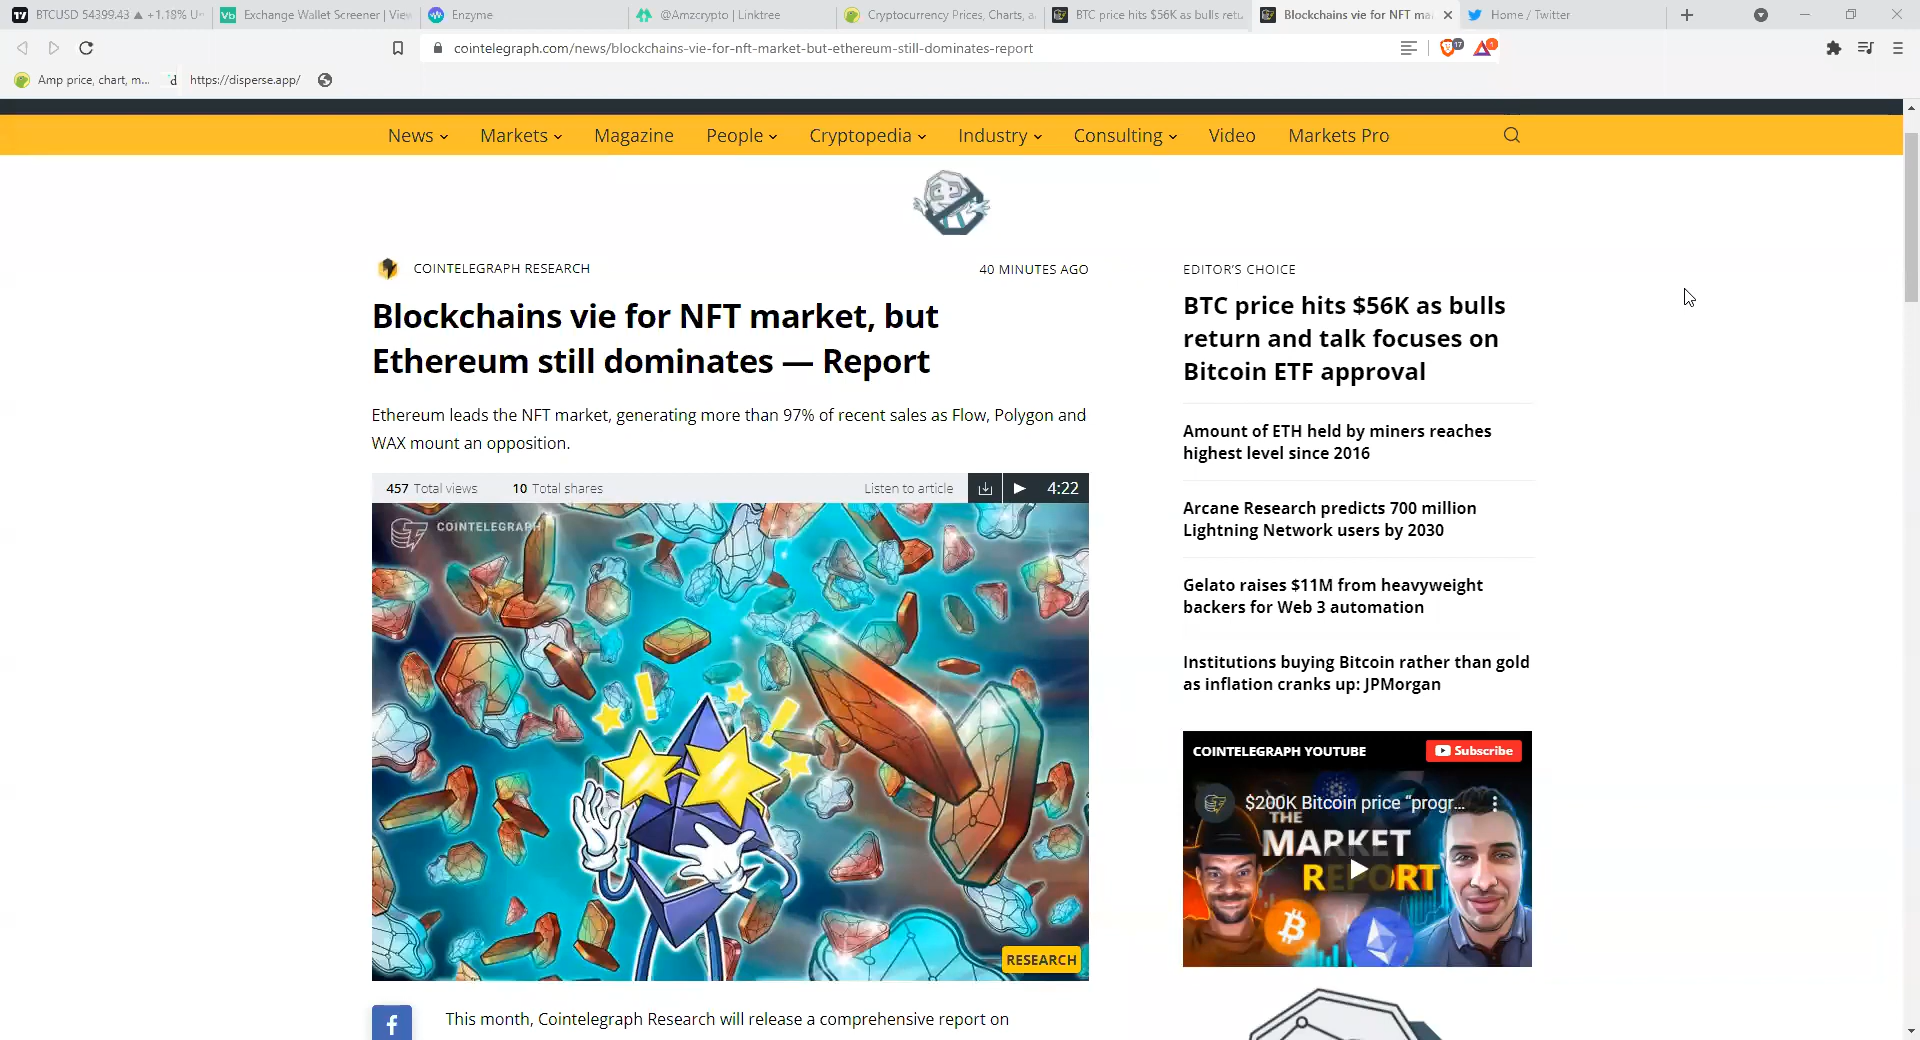 BTCUSD 54399.43 ▲ +1.18% U
Exchange Wallet Screener | View
Enzyme
@Amzcrypto | Linktree
Cryptocurrency Prices, Charts, a
BTC price hits $56K as bulls retu
Blockchains vie for NFT ma
Home / Twitter
cointelegraph.com/news/blockchains-vie-for-nft-market-but-ethereum-still-dominates-report
17
1
Amp price, chart, m...
d
https://disperse.app/
News
Markets
Magazine
People
Cryptopedia
Industry
Consulting
Video
Markets Pro
COINTELEGRAPH RESEARCH
40 MINUTES AGO
Blockchains vie for NFT market, but
Ethereum still dominates — Report
Ethereum leads the NFT market, generating more than 97% of recent sales as Flow, Polygon and
WAX mount an opposition.
457 Total views
10 Total shares
Listen to article
4:22
COINTELEGRAPH
RESEARCH
This month, Cointelegraph Research will release a comprehensive report on
EDITOR'S CHOICE
BTC price hits $56K as bulls
return and talk focuses on
Bitcoin ETF approval
Amount of ETH held by miners reaches
highest level since 2016
Arcane Research predicts 700 million
Lightning Network users by 2030
Gelato raises $11M from heavyweight
backers for Web 3 automation
Institutions buying Bitcoin rather than gold
as inflation cranks up: JPMorgan
COINTELEGRAPH YOUTUBE
Subscribe
$200K Bitcoin price “progr...
THE
MARKET
REPORT